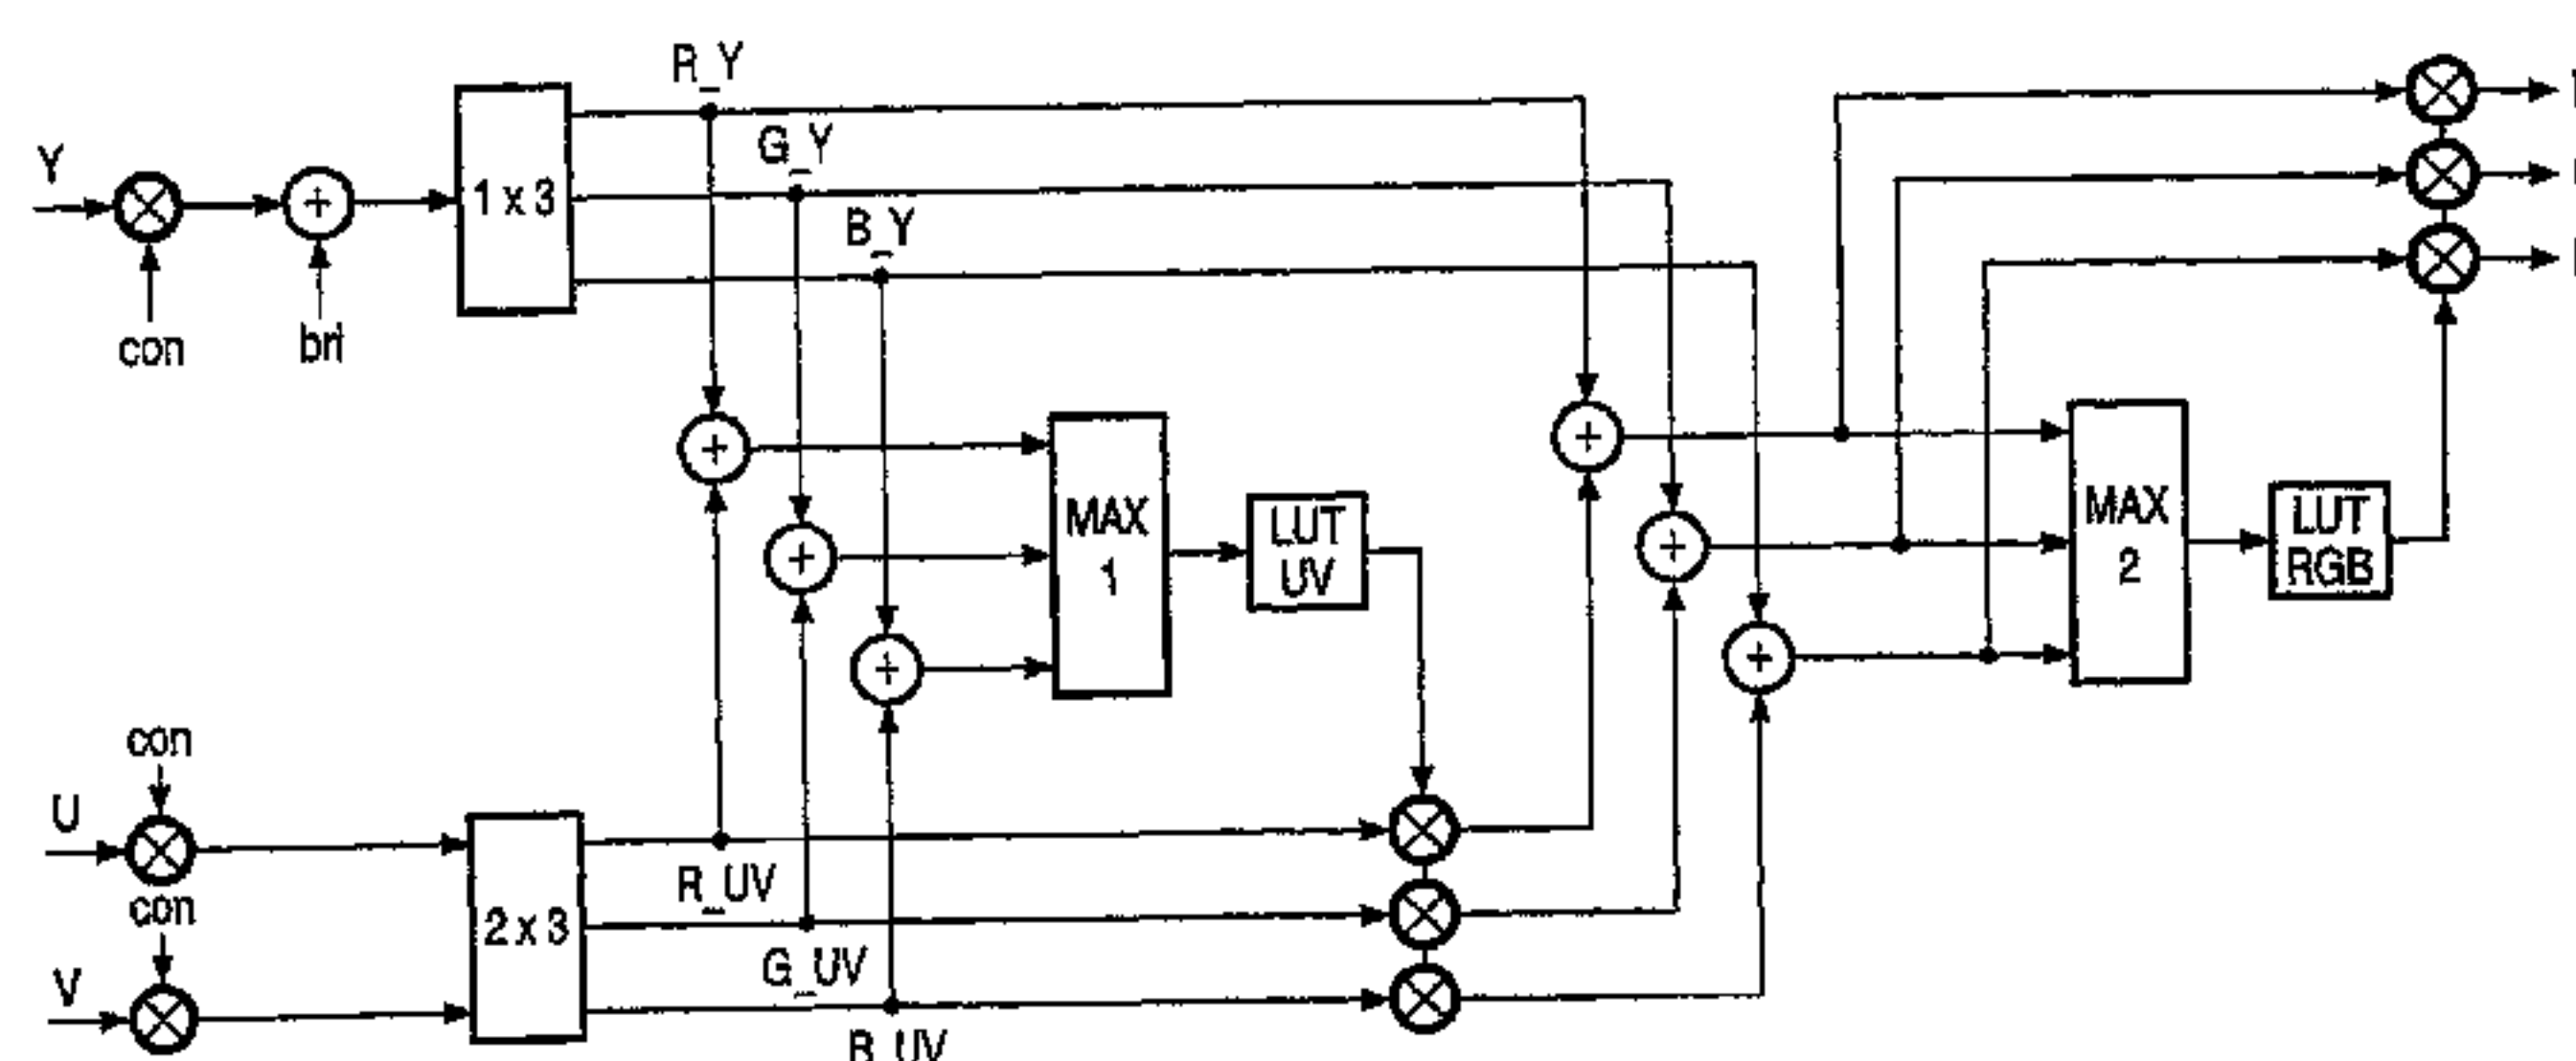 R_Y
G_Y
Y
1 x 3
+
B_Y
con
bri
+
+
MAX
1
LUT
UV
+
+
+
+
MAX
2
LUT
RGB
con
U
con
2 x 3
R_UV
V
G_UV
B_UV